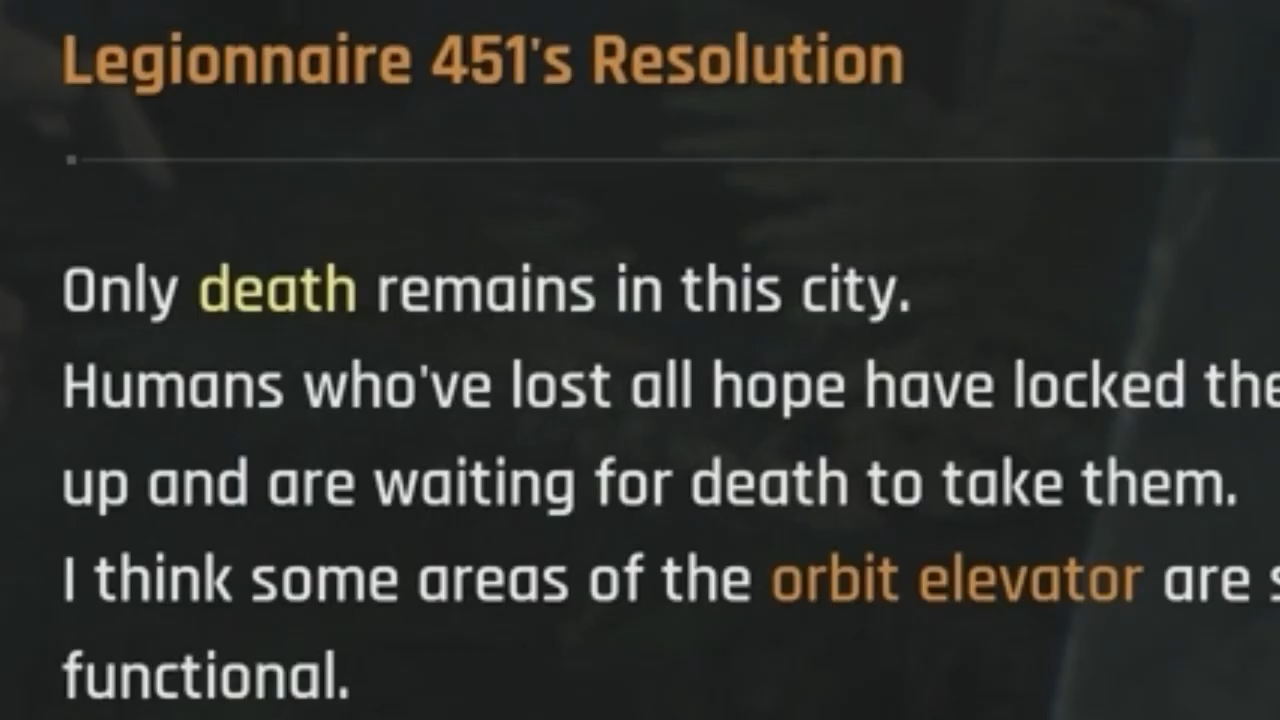 Legionnaire 451's Resolution
Only death remains in this city.
Humans who've lost all hope have locked
up and are waiting for death to take them.
I think some areas of the orbit elevator are
functional.